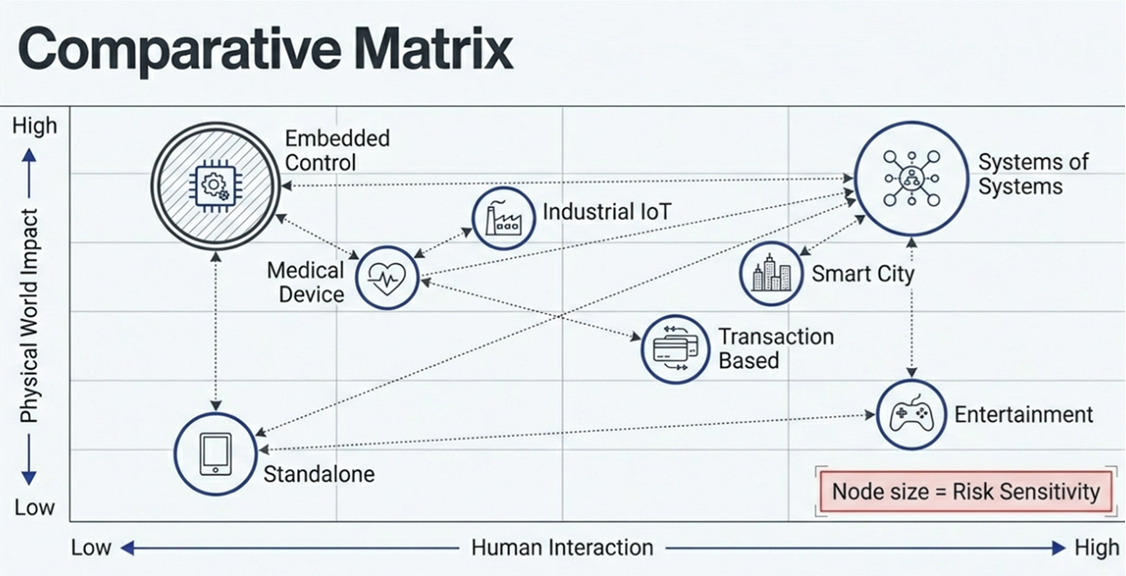 Comparative Matrix
High
Physical World Impact
Low
Embedded
Control
Systems of
Systems
Industrial IoT
Medical
Device
Smart City
Transaction
Based
Entertainment
Standalone
Node size = Risk Sensitivity
Low
Human Interaction
High